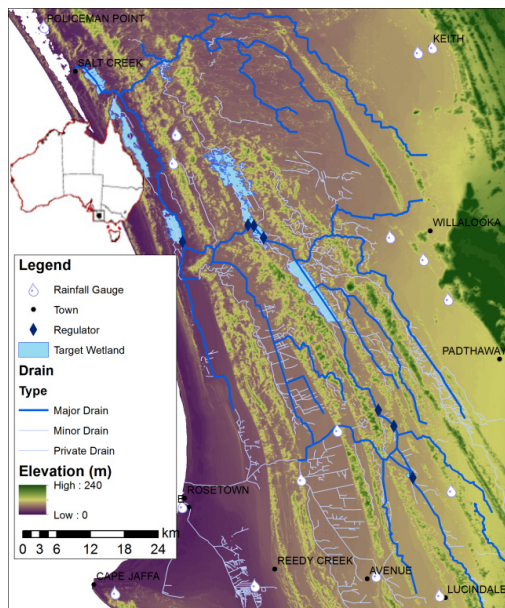 POLICEMAN POINT
KEITH
SALT CREEK
WILLALOOKA
Legend
Rainfall Gauge
Town
Regulator
Target Wetland
Drain
Type
Major Drain
Minor Drain
Private Drain
PADTHAWAY
Elevation (m)
High : 240
Low : 0
E ROSETOWN
0 3 6 12 18 24 km
REEDY CREEK
AVENUE
CAPE JAFFA
LUCINDALE